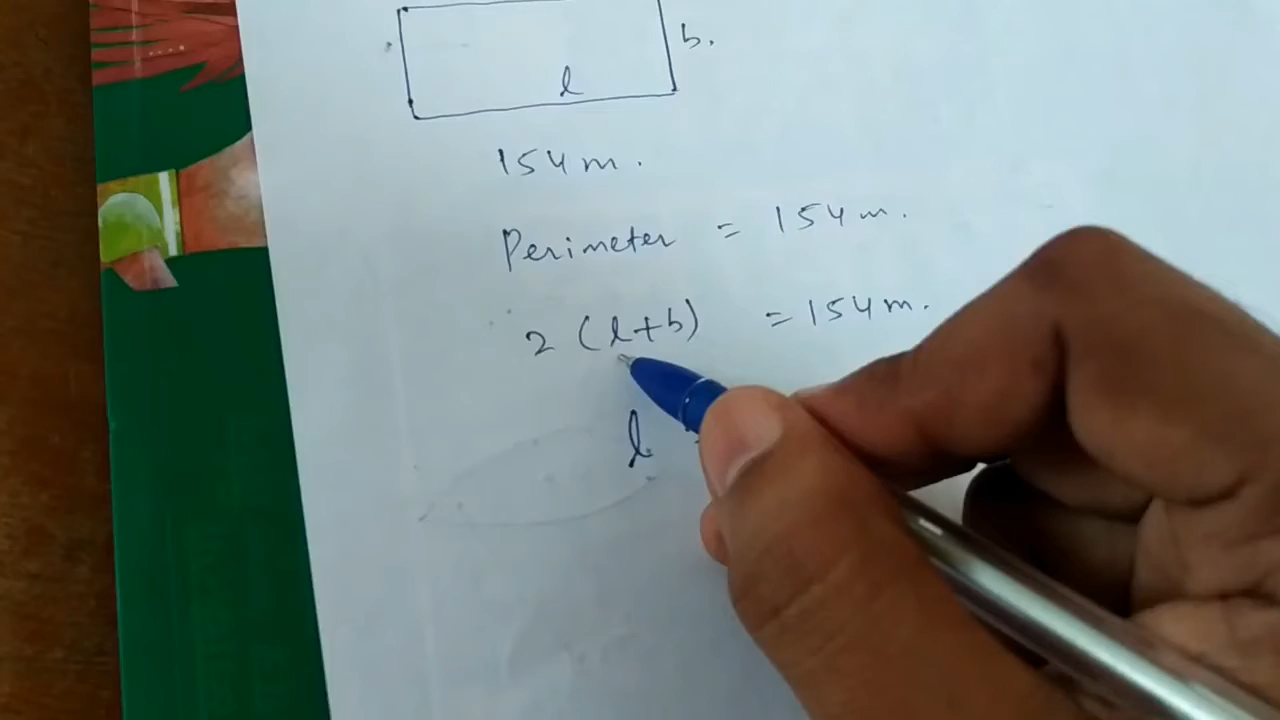 b.
l
154 m.
Perimeter = 154 m.
2 (l+b) = 154 m.
l